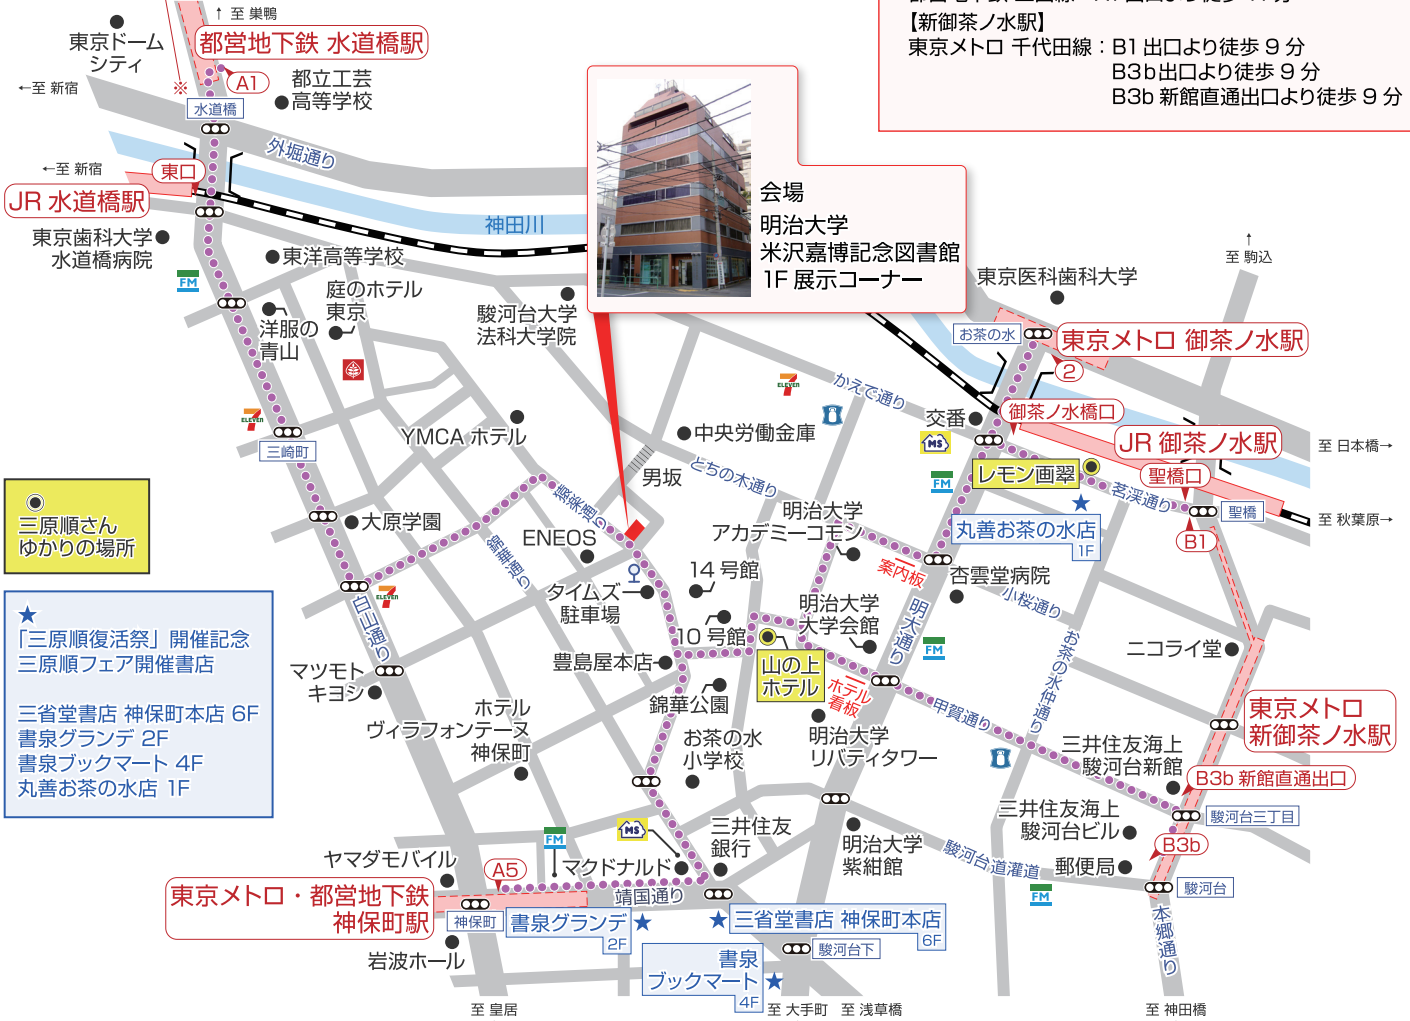 ↑ 至 巣鴨
東京ドーム
シティ
都営地下鉄 水道橋駅
A1
都立工芸
高等学校
←至 新宿
※
水道橋
外堀通り
←至 新宿
東口
JR 水道橋駅
神田川
東京歯科大学
水道橋病院
FM
東洋高等学校
庭のホテル
東京
洋服の
青山
駿河台大学
法科大学院
【新御茶ノ水駅】
東京メトロ 千代田線：B1 出口より徒歩 9 分
B3b出口より徒歩 9 分
B3b 新館直通出口より徒歩 9 分
会場
明治大学
米沢嘉博記念図書館
1F 展示コーナー
↑
至 駒込
東京医科歯科大学
お茶の水
東京メトロ 御茶ノ水駅
2
7
ELEVEN
かえで通り
交番
御茶ノ水橋口
JR 御茶ノ水駅
至 日本橋→
聖橋口
MS
FM
レモン画翠
茗渓通り
聖橋
至 秋葉原→
B1
丸善お茶の水店
1F
7
ELEVEN
三崎町
YMCA ホテル
中央労働金庫
とちの木通り
男坂
猿楽通り
明治大学
アカデミーコモン
案内板
杏雲堂病院
小桜通り
三原順さん
ゆかりの場所
大原学園
ENEOS
錦華通り
7
ELEVEN
白山通り
タイムズ
駐車場
14 号館
10 号館
明治大学
大学会館
明大通り
FM
お茶の水仲通り
ニコライ堂
★
「三原順復活祭」開催記念
三原順フェア開催書店
三省堂書店 神保町本店 6F
書泉グランデ 2F
書泉ブックマート 4F
丸善お茶の水店 1F
マツモト
キヨシ
豊島屋本店
山の上
ホテル
ホテル
看板
錦華公園
甲賀通り
東京メトロ
新御茶ノ水駅
ホテル
ヴィラフォンテーヌ
神保町
お茶の水
小学校
明治大学
リバティタワー
三井住友海上
駿河台新館
B3b 新館直通出口
駿河台三丁目
三井住友海上
駿河台ビル
B3b
FM
MS
三井住友
銀行
明治大学
紫紺館
駿河台道灌道
郵便局
駿河台
FM
ヤマダモバイル
A5
マクドナルド
靖国通り
東京メトロ・都営地下鉄
神保町駅
神保町
書泉グランデ
2F
★
★
三省堂書店 神保町本店
6F
本郷通り
岩波ホール
書泉
ブックマート
4F
★
駿河台下
至 皇居
至 大手町
至 浅草橋
至 神田橋